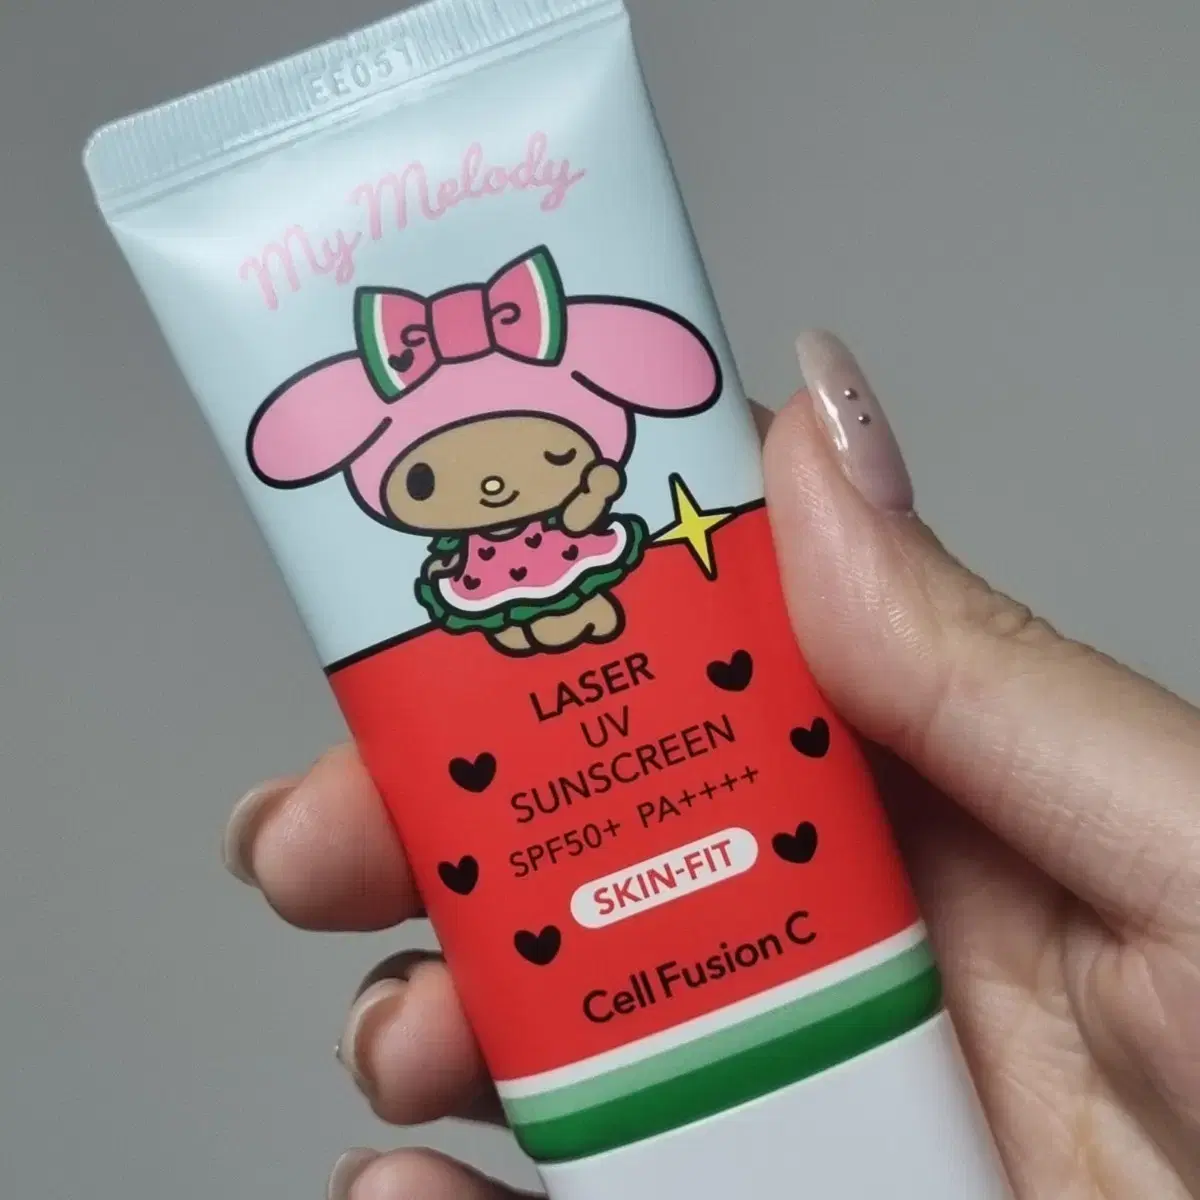 EE051
My Melody
LASER
UV
SUNSCREEN
SPF50+ PA++++
SKIN-FIT
Cell Fusion C